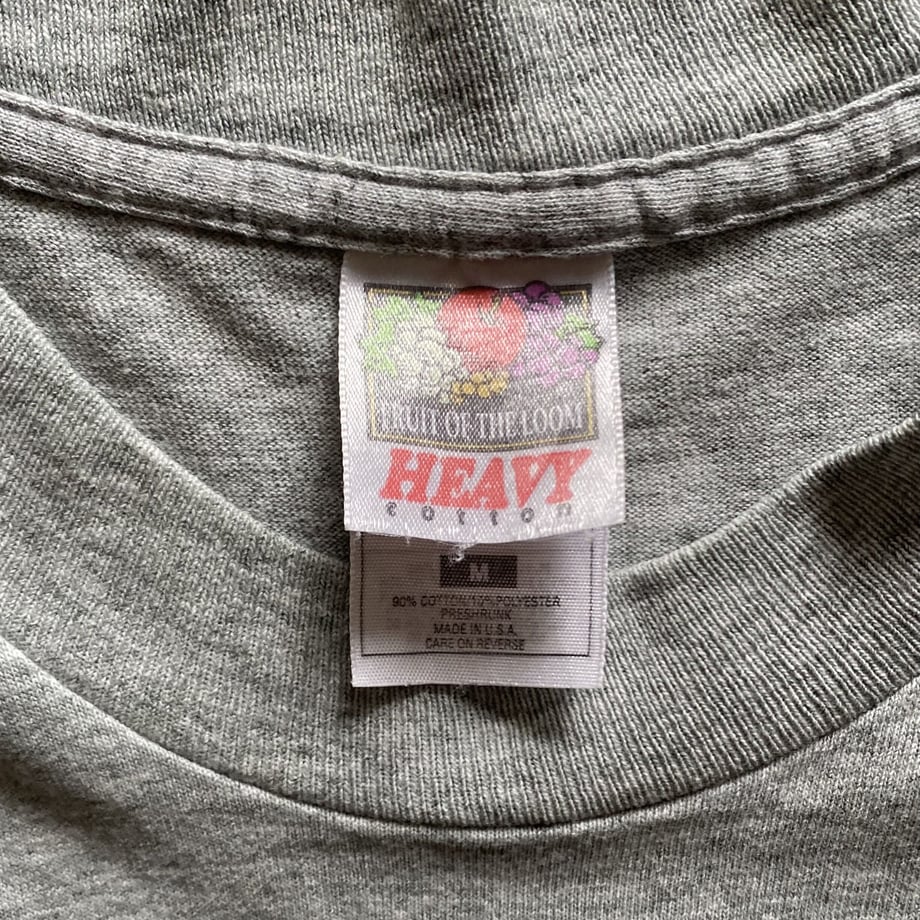 FRUIT OF THE LOOM
HEAVY
cotton
M
90% COTTON 10% POLYESTER
PRESHRUNK
MADE IN U.S.A.
CARE ON REVERSE